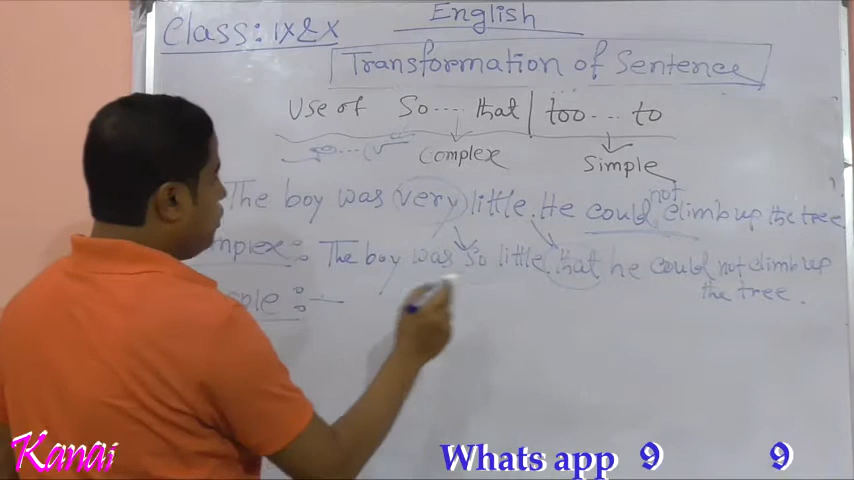 English
Class: IX & X
Transformation of Sentence
Use of So.... that | too... to
Complex Simple
The boy was very little. He could not climb up the tree.
mplex: The boy was so little that he could not climb up
the tree.
ple :—
Kanai
Whats app 9 9